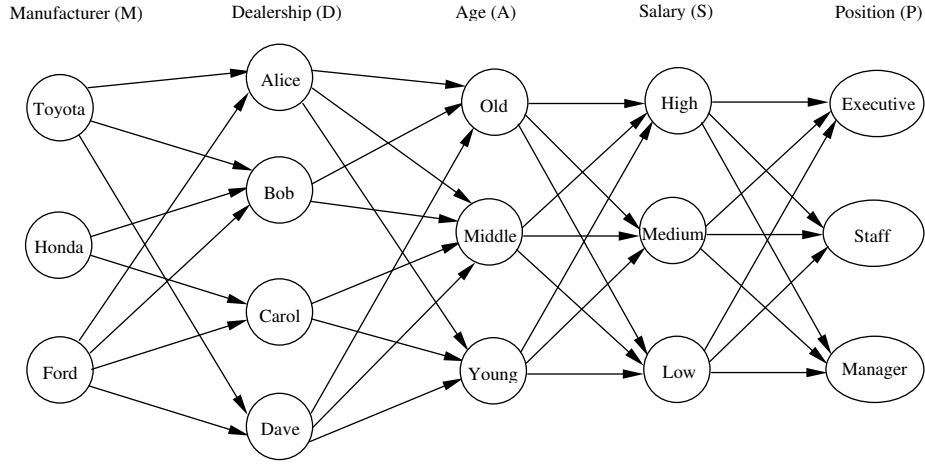 Manufacturer (M)
Dealership (D)
Age (A)
Salary (S)
Position (P)
Toyota
Honda
Ford
Alice
Bob
Carol
Dave
Old
Middle
Young
High
Medium
Low
Executive
Staff
Manager